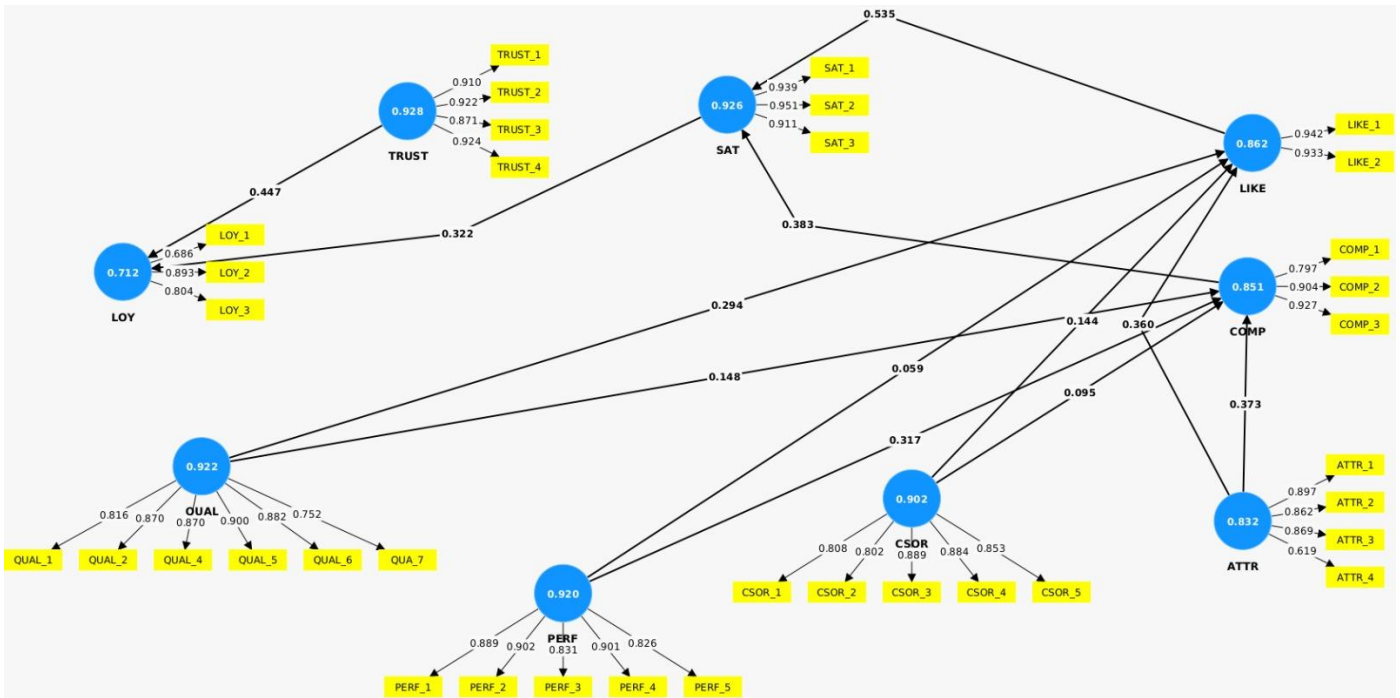 0.535
TRUST_1
0.910
TRUST_2
0.922
0.928
0.871
TRUST_3
0.924
TRUST_4
TRUST
SAT_1
0.939
0.926
0.951
SAT_2
0.911
SAT_3
SAT
0.862
0.942
LIKE_1
0.933
LIKE_2
LIKE
0.447
0.322
0.383
LOY_1
0.686
0.712
0.893
LOY_2
0.804
LOY_3
LOY
COMP_1
0.797
0.851
0.904
COMP_2
0.927
COMP_3
COMP
0.294
0.144
0.360
0.148
0.059
0.095
0.373
0.317
0.922
QUAL
0.816
0.870
0.870
0.900
0.882
0.752
QUAL_1
QUAL_2
QUAL_4
QUAL_5
QUAL_6
QUA_7
0.902
CSOR
0.808
0.802
0.889
0.884
0.853
CSOR_1
CSOR_2
CSOR_3
CSOR_4
CSOR_5
ATTR_1
0.897
0.832
0.862
ATTR_2
0.869
ATTR_3
0.619
ATTR_4
ATTR
0.920
PERF
0.889
0.902
0.831
0.901
0.826
PERF_1
PERF_2
PERF_3
PERF_4
PERF_5